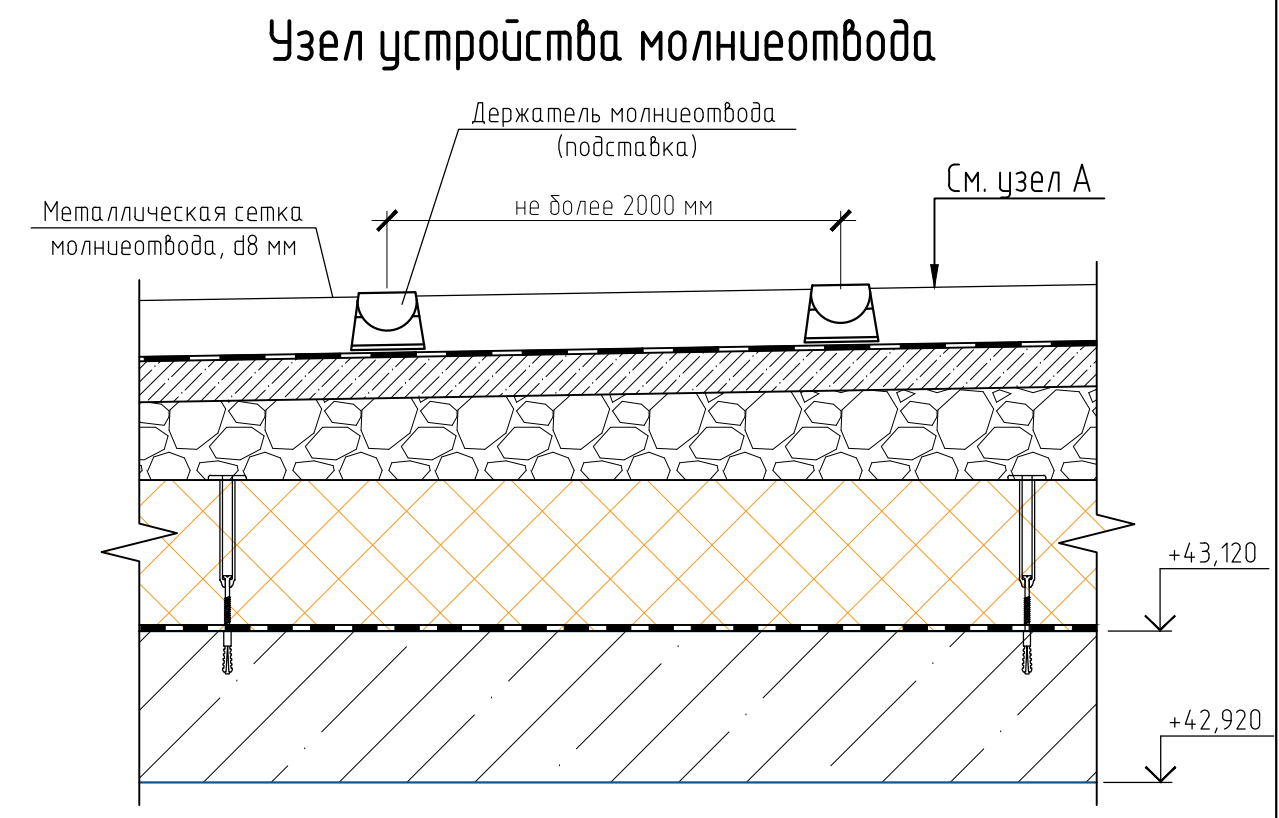 Узел устройства молниеотвода
Держатель молниеотвода
(подставка)
См. узел А
не более 2000 мм
Металлическая сетка
молниеотвода, d8 мм
+43,120
+42,920